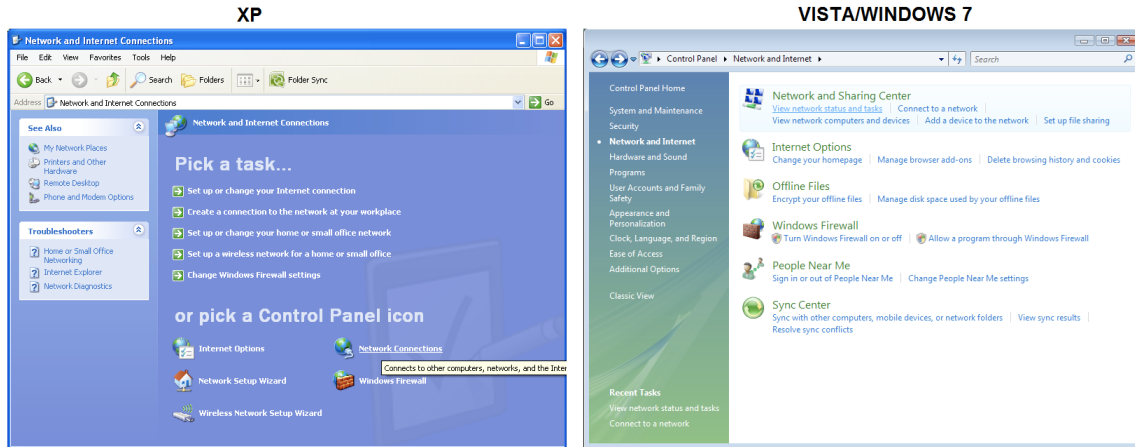 XP
Network and Internet Connections
File Edit View Favorites Tools Help
Back Search Folders Folder Sync
Address Network and Internet Connections Go
See Also
My Network Places
Printers and Other
Hardware
Remote Desktop
Phone and Modem Options
Troubleshooters
Home or Small Office
Networking
Internet Explorer
Network Diagnostics
Network and Internet Connections
Pick a task...
Set up or change your Internet connection
Create a connection to the network at your workplace
Set up or change your home or small office network
Set up a wireless network for a home or small office
Change Windows Firewall settings
or pick a Control Panel icon
Internet Options Network Connections
Connects to other computers, networks, and the Inter
Network Setup Wizard Windows Firewall
Wireless Network Setup Wizard
VISTA/WINDOWS 7
Control Panel Network and Internet Search
Control Panel Home
System and Maintenance
Security
Network and Internet
Hardware and Sound
Programs
User Accounts and Family
Safety
Appearance and
Personalization
Clock, Language, and Region
Ease of Access
Additional Options
Classic View
Recent Tasks
View network status and tasks
Connect to a network
Network and Sharing Center
View network status and tasks Connect to a network
View network computers and devices Add a device to the network Set up file sharing
Internet Options
Change your homepage Manage browser add-ons Delete browsing history and cookies
Offline Files
Encrypt your offline files Manage disk space used by your offline files
Windows Firewall
Turn Windows Firewall on or off Allow a program through Windows Firewall
People Near Me
Sign in or out of People Near Me Change People Near Me settings
Sync Center
Sync with other computers, mobile devices, or network folders View sync results
Resolve sync conflicts